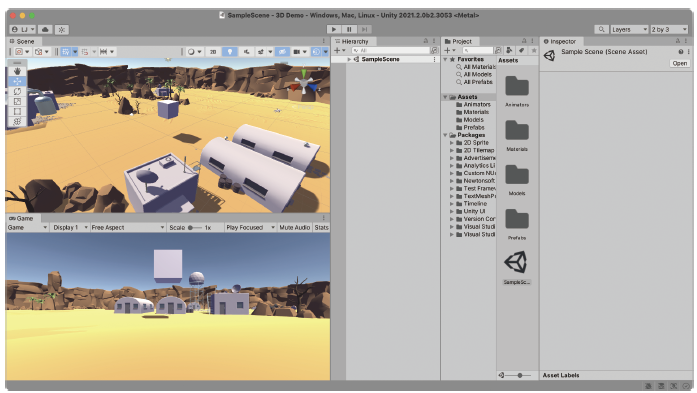 SampleScene - 3D Demo - Windows, Mac, Linux - Unity 2021.2.0b2.3053 <Metal>
LJ
Layers
2 by 3
Scene
2D
Hierarchy
All
SampleScene
Project
Favorites
All Materials
All Models
All Prefabs
Assets
Animators
Materials
Models
Prefabs
Packages
2D Sprite
2D Tilemap
Advertiseme
Analytics Li
Custom NU
Newtonsoft
Test Framew
TextMeshPr
Timeline
Unity UI
Version Cor
Visual Studi
Visual Studi
Assets
Animators
Materials
Models
Prefabs
SampleSc...
Inspector
Sample Scene (Scene Asset)
Open
Asset Labels
Game
Game
Display 1
Free Aspect
Scale
1x
Play Focused
Mute Audio
Stats